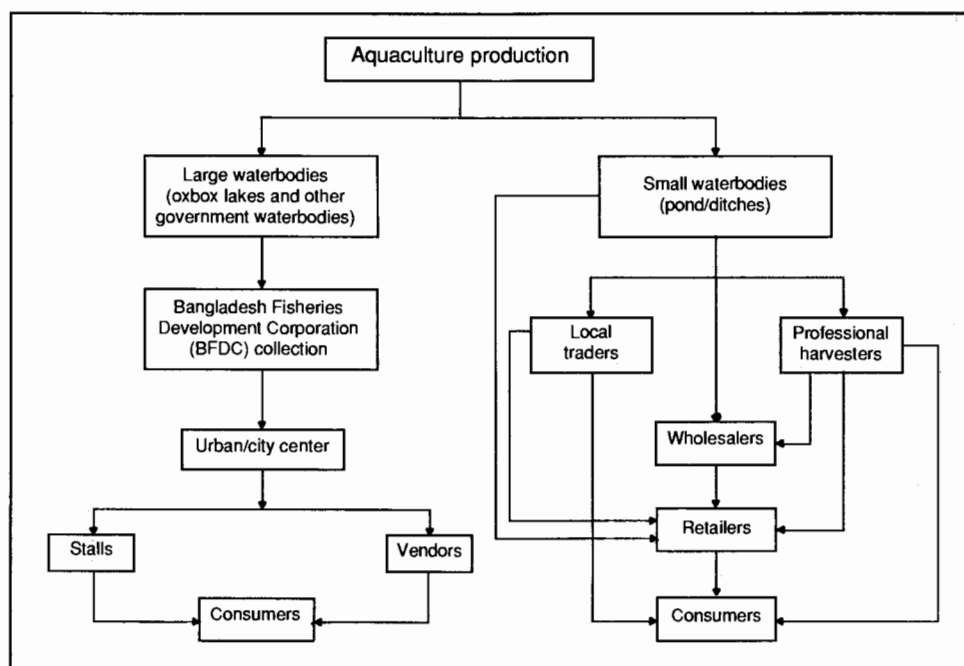 Aquaculture production
Large waterbodies
(oxbox lakes and other
government waterbodies)
Small waterbodies
(pond/ditches)
Bangladesh Fisheries
Development Corporation
(BFDC) collection
Local
traders
Professional
harvesters
Urban/city center
Wholesalers
Stalls
Vendors
Retailers
Consumers
Consumers